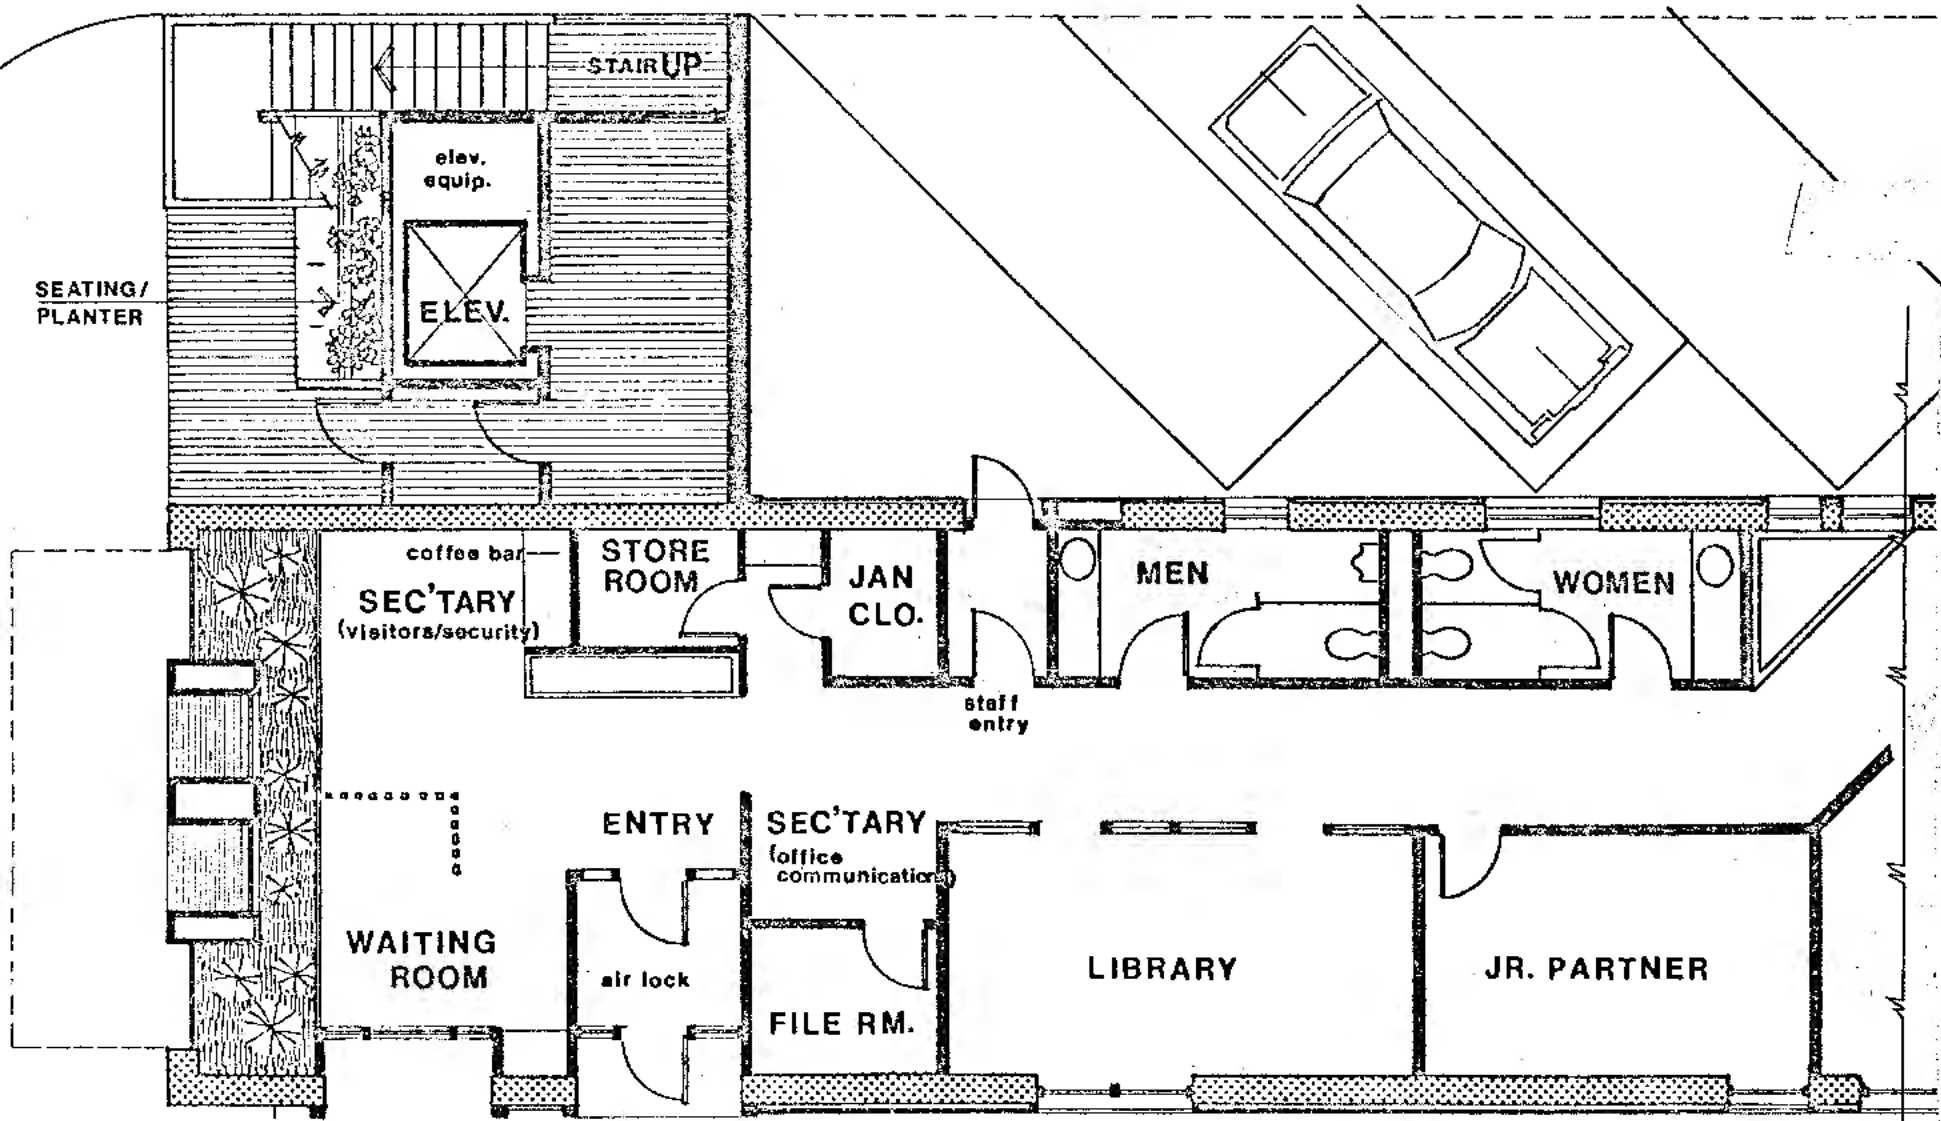 STAIR UP
elev.
equip.
ELEV.
SEATING/
PLANTER
coffee bar
SEC'TARY
(visitors/security)
STORE
ROOM
JAN
CLO.
MEN
WOMEN
staff
entry
ENTRY
SEC'TARY
(office
communication)
WAITING
ROOM
air lock
FILE RM.
LIBRARY
JR. PARTNER